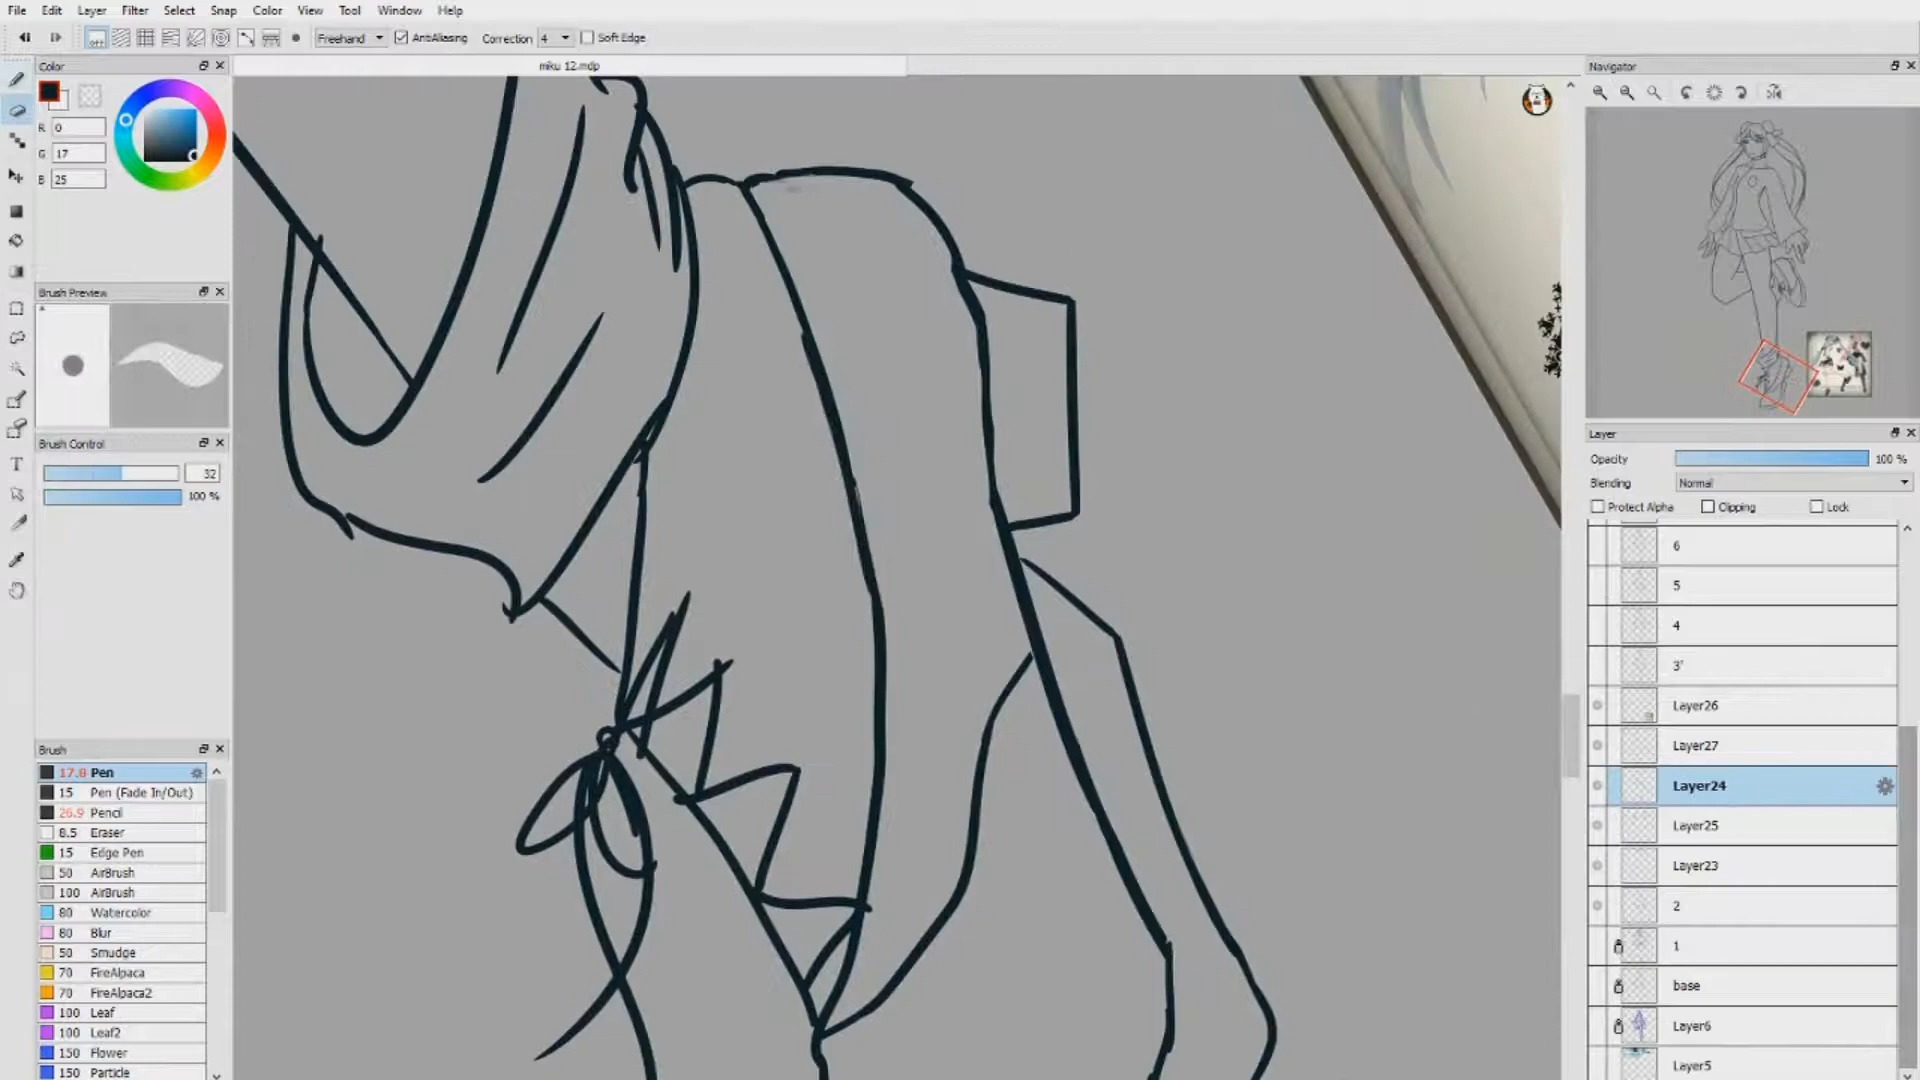 File Edit Layer Filter Select Snap Color View Tool Material Window Help
OFF Freehand AntiAliasing Correction 4 Soft Edge
Color
miku 12.mdp
Navigator
R 0
G 17
B 25
Brush Preview
Brush Control
32
100 %
Layer
Opacity 100 %
Blending Normal
Protect Alpha Clipping Lock
6
5
4
3'
Layer26
Layer27
Layer24
Layer25
Layer23
2
1
base
Layer6
Layer5
Brush
17.8 Pen
15 Pen (Fade In/Out)
26.9 Pencil
8.5 Eraser
15 Edge Pen
50 AirBrush
100 AirBrush
80 Watercolor
80 Blur
50 Smudge
70 FireAlpaca
70 FireAlpaca2
100 Leaf
100 Leaf2
150 Flower
150 Particle